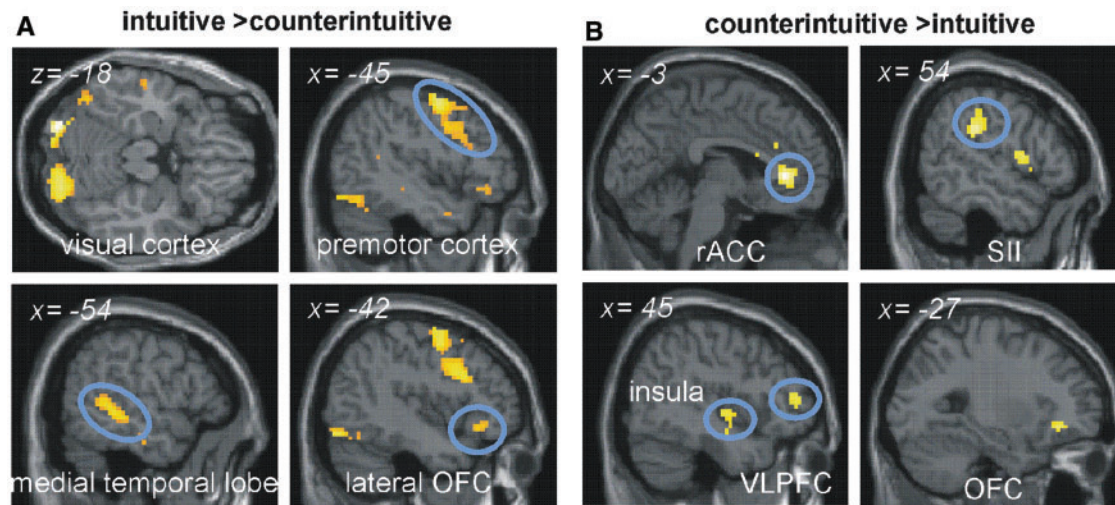 A intuitive >counterintuitive
z= -18
visual cortex
x= -45
premotor cortex
x= -54
medial temporal lobe
x= -42
lateral OFC
B counterintuitive >intuitive
x= -3
rACC
x= 54
SII
x= 45
insula
VLPFC
x= -27
OFC